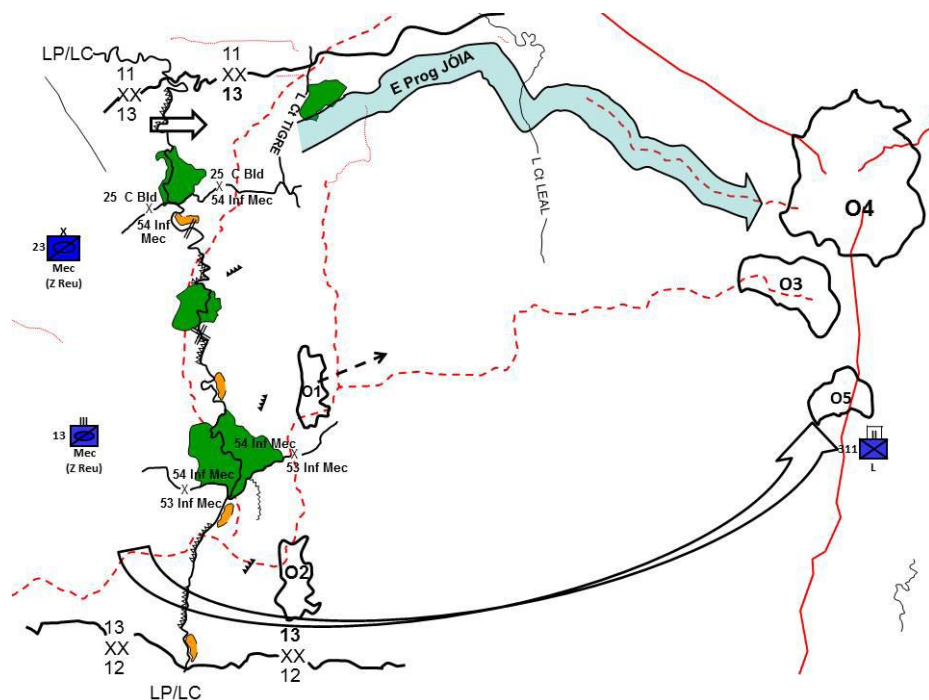 LP/LC
11
XX
13
11
XX
13
E Prog JÓIA
L Ct TIGRE
L Ct LEAL
25 C Bld
X
54 Inf Mec
25 C Bld
X
54 Inf
Mec
X
23
Mec
(Z Reu)
O4
O3
O1
O5
III
13
Mec
(Z Reu)
54 Inf Mec
X
53 Inf Mec
54 Inf Mec
X
53 Inf Mec
II
311
L
O2
13
XX
12
13
XX
12
LP/LC